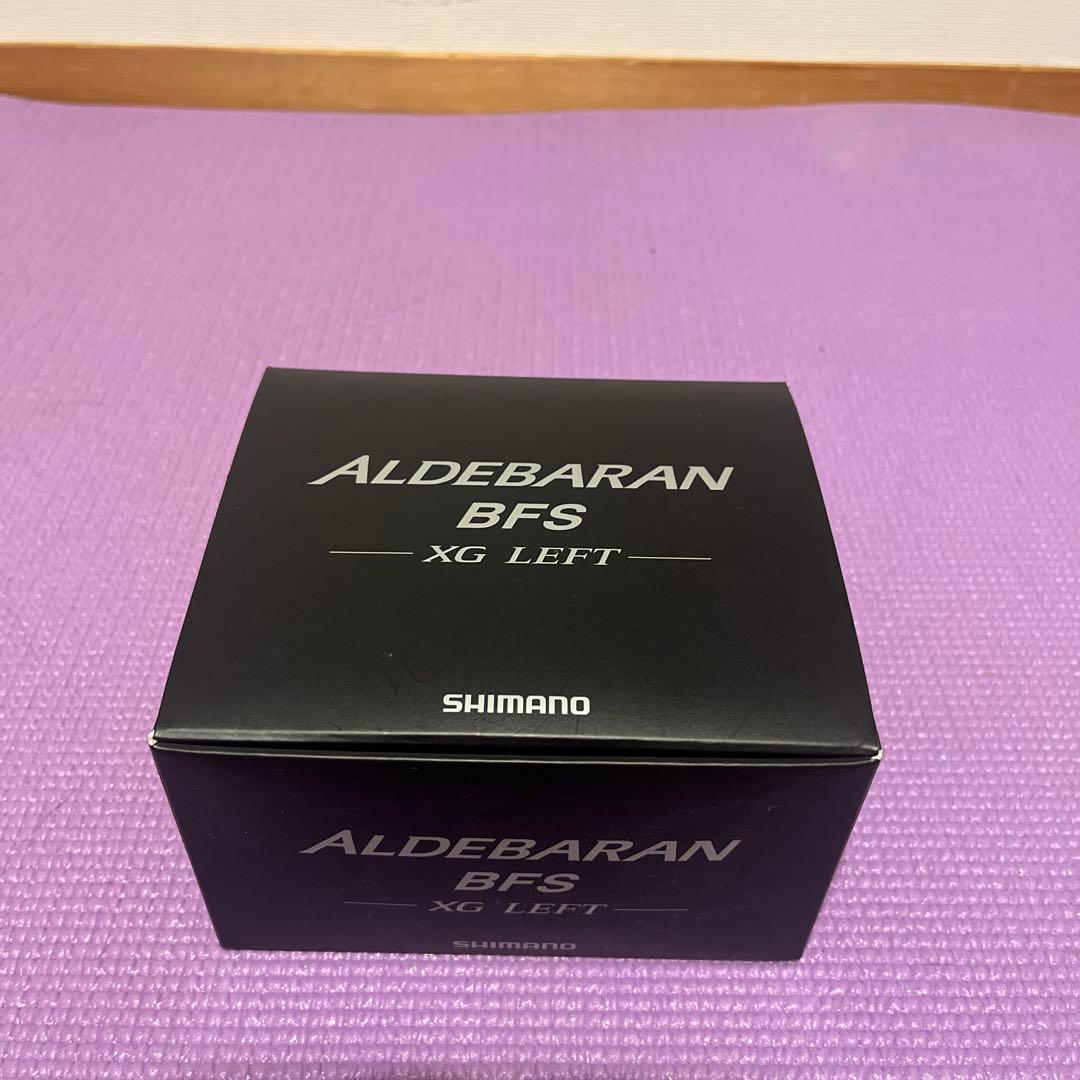 ALDEBARAN
BFS
XG LEFT
SHIMANO
ALDEBARAN
BFS
XG LEFT
SHIMANO